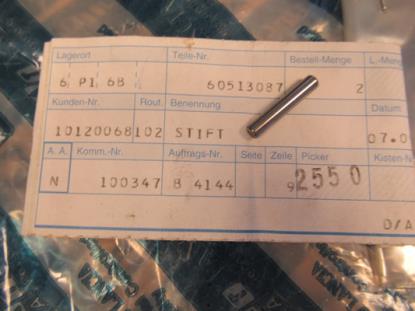 Lagerort Teile-Nr. Bestell-Menge L.-Meng
6 P1 6B 60513087 2
Kunden-Nr. Rout. Benennung Datum
10120068 102 STIFT 07.0
A. A. Komm.-Nr. Auftrags-Nr. Seite Zeile Picker Kisten-N
N 100347 8 4144 9 2550
D/A